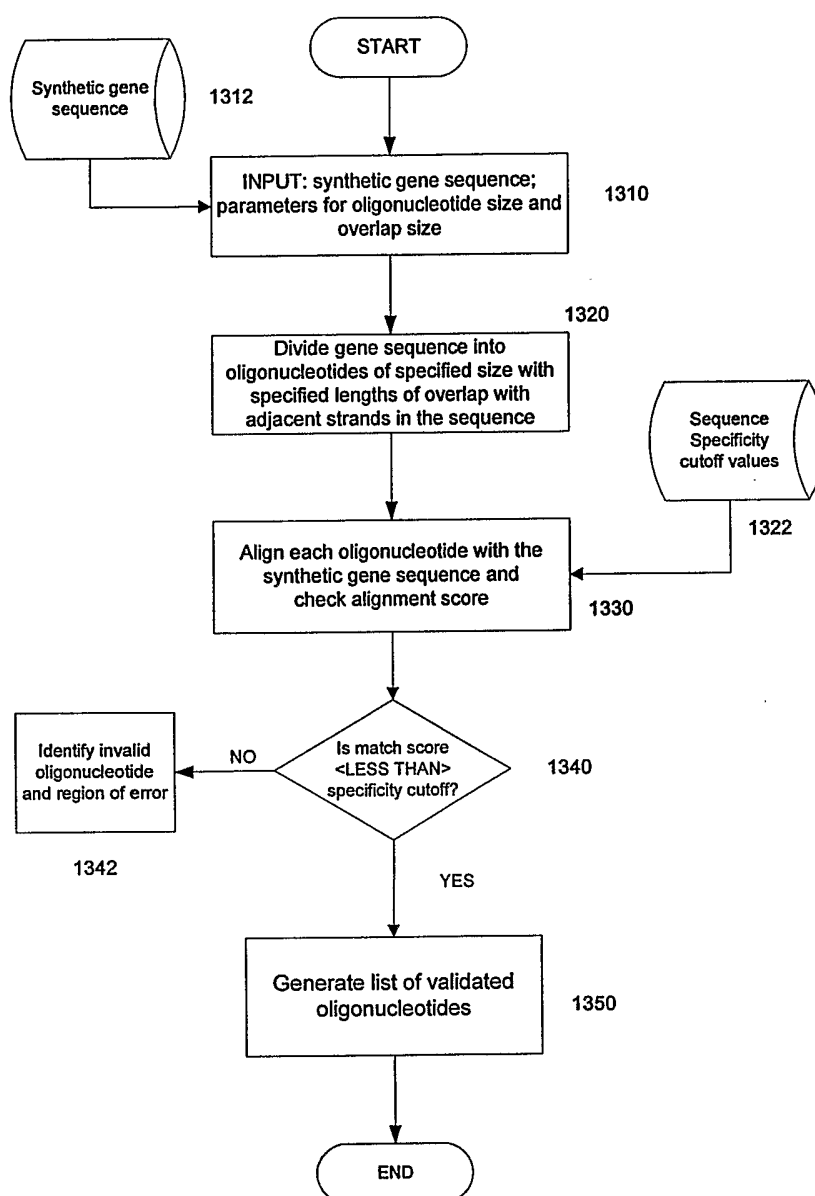 START
Synthetic gene
sequence
1312
INPUT: synthetic gene sequence;
parameters for oligonucleotide size and
overlap size
1310
1320
Divide gene sequence into
oligonucleotides of specified size with
specified lengths of overlap with
adjacent strands in the sequence
Sequence
Specificity
cutoff values
1322
Align each oligonucleotide with the
synthetic gene sequence and
check alignment score
1330
Is match score
<LESS THAN>
specificity cutoff?
1340
NO
Identify invalid
oligonucleotide
and region of error
1342
YES
Generate list of validated
oligonucleotides
1350
END